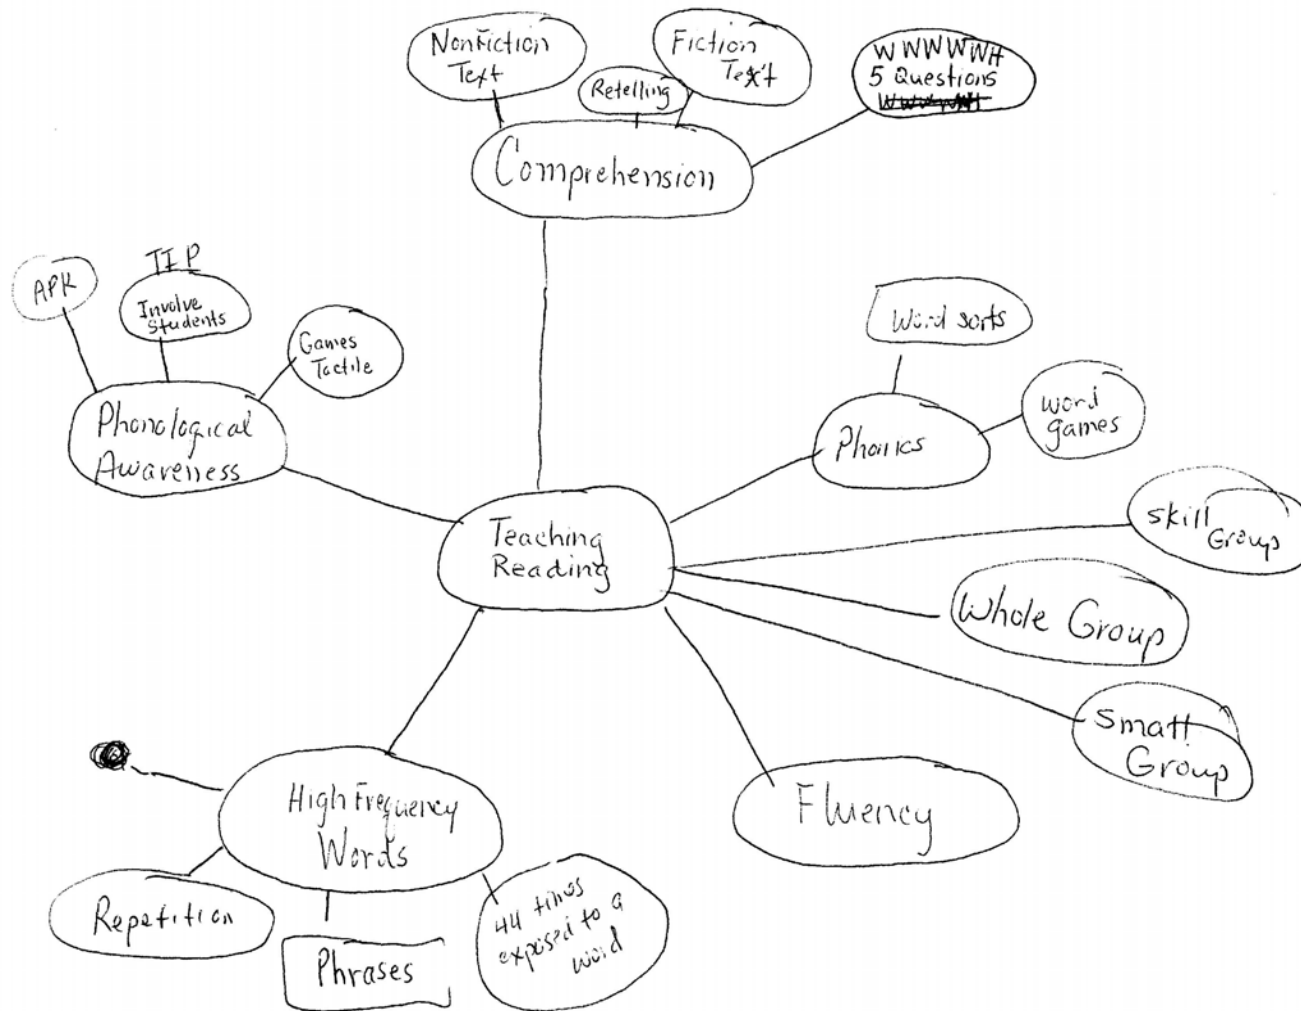 Nonfiction
Text
Retelling
Fiction
Text
W W W W W H
5 Questions
Comprehension
APK
TIP
Involve
Students
Games
Tactile
Phonological
Awareness
Word sorts
Phonics
word
games
Teaching
Reading
skill
Group
Whole Group
Small
Group
Fluency
High Frequency
Words
Repetition
Phrases
44 times
exposed to a
word